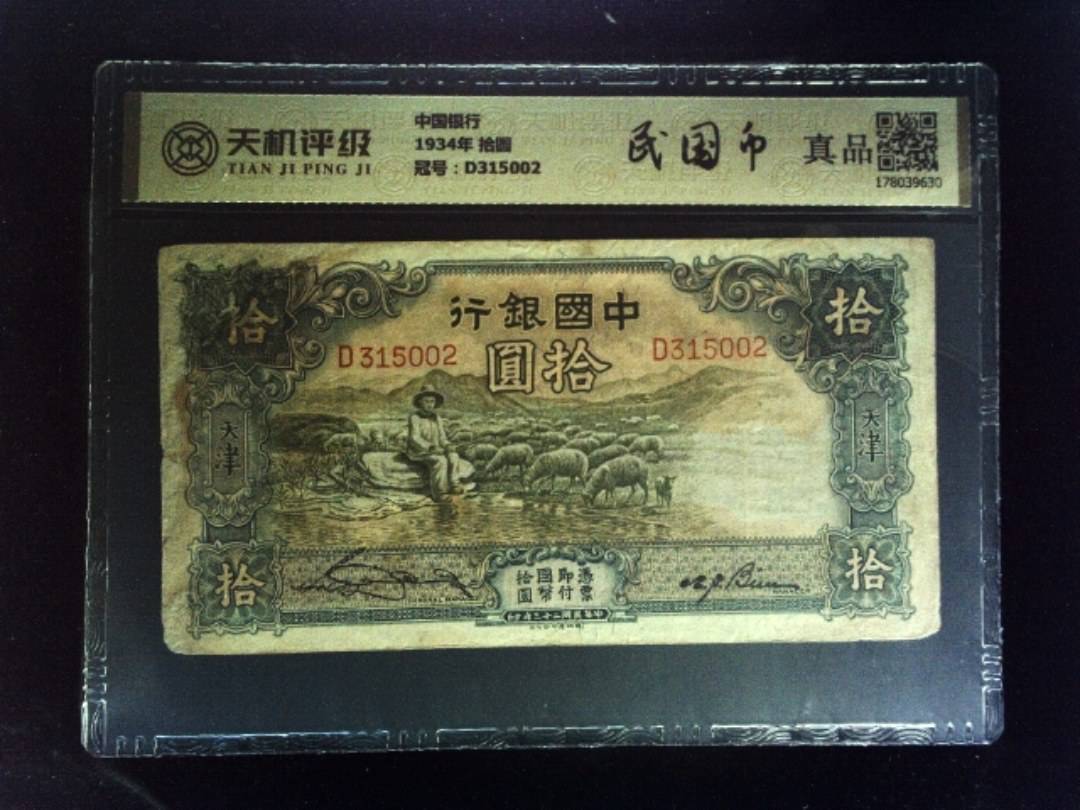 天机评级
TIAN JI PING JI
中国银行
1934年 拾圆
冠号：D315002
民国币
真品
178039630
行銀國中
拾
拾
D315002
D315002
圓拾
天津
天津
拾
拾
憑票
即付
國幣
拾圓